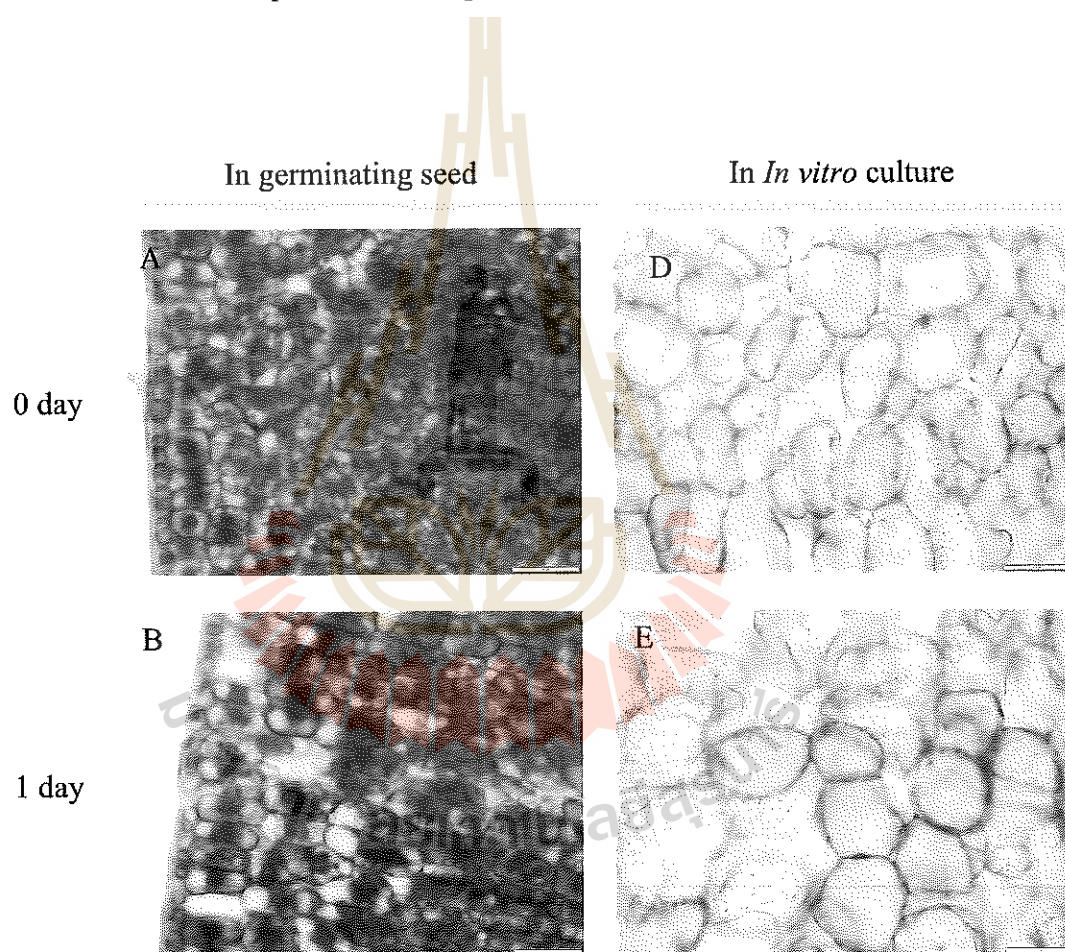 In germinating seed
In In vitro culture
A
D
0 day
B
E
1 day